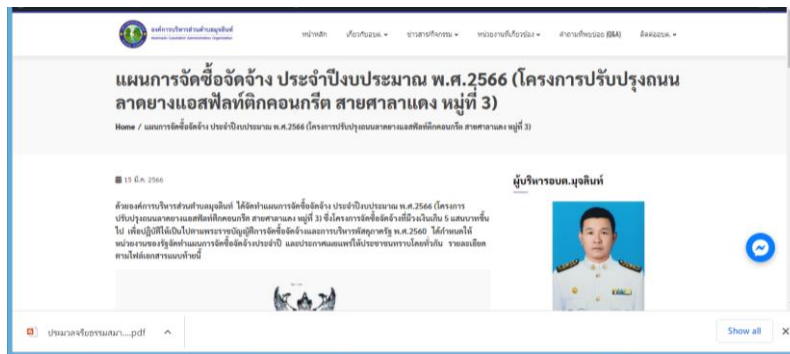 องค์การบริหารส่วนตำบลมุจลินท์
หน้าหลัก เกี่ยวกับอบต. ข่าวสาร/กิจกรรม หน่วยงานที่เกี่ยวข้อง คำถามที่พบบ่อย (Q&A) ติดต่ออบต.
แผนการจัดซื้อจัดจ้าง ประจำปีงบประมาณ พ.ศ.2566 (โครงการปรับปรุงถนน
ลาดยางแอสฟัลท์ติกคอนกรีต สายศาลาแดง หมู่ที่ 3)
Home / แผนการจัดซื้อจัดจ้าง ประจำปีงบประมาณ พ.ศ.2566 (โครงการปรับปรุงถนนลาดยางแอสฟัลท์ติกคอนกรีต สายศาลาแดง หมู่ที่ 3)
15 มี.ค. 2566
ผู้บริหารอบต.มุจลินท์
ด้วยองค์การบริหารส่วนตำบลมุจลินท์ ได้จัดทำแผนการจัดซื้อจัดจ้าง ประจำปีงบประมาณ พ.ศ.2566 (โครงการ
ปรับปรุงถนนลาดยางแอสฟัลท์ติกคอนกรีต สายศาลาแดง หมู่ที่ 3) ซึ่งโครงการจัดซื้อจัดจ้างที่มีวงเงินเกิน 5 แสนบาทขึ้น
ไป เพื่อปฏิบัติให้เป็นไปตามพระราชบัญญัติการจัดซื้อจัดจ้างและการบริหารพัสดุภาครัฐ พ.ศ.2560 ได้กำหนดให้
หน่วยงานของรัฐจัดทำแผนการจัดซื้อจัดจ้างประจำปี และประกาศเผยแพร่ให้ประชาชนทราบโดยทั่วกัน รายละเอียด
ตามไฟล์เอกสารแนบท้ายนี้
ประมวลจริยธรรมสมา....pdf
Show all